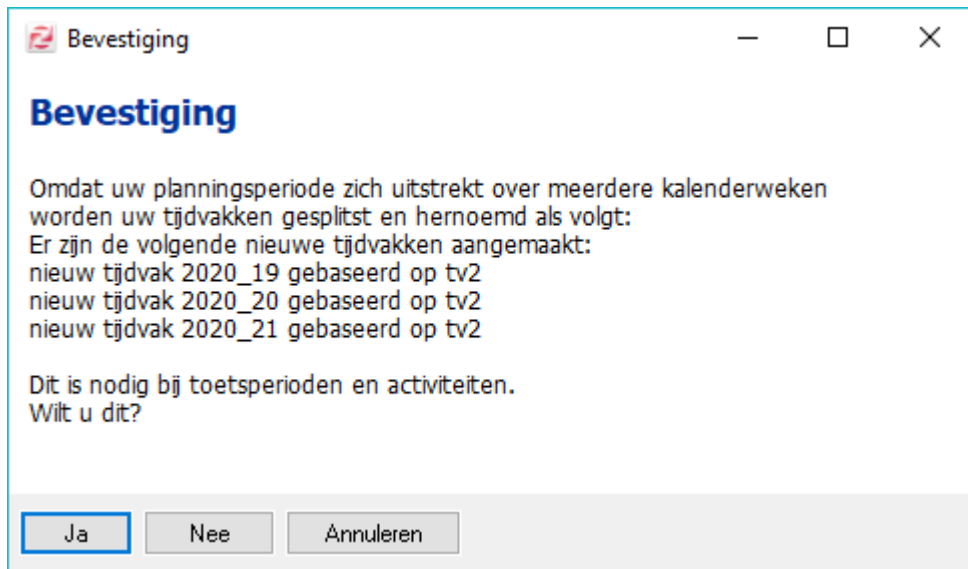 Bevestiging
Bevestiging
Omdat uw planningsperiode zich uitstrekt over meerdere kalenderweken
worden uw tijdvakken gesplitst en hernoemd als volgt:
Er zijn de volgende nieuwe tijdvakken aangemaakt:
nieuw tijdvak 2020_19 gebaseerd op tv2
nieuw tijdvak 2020_20 gebaseerd op tv2
nieuw tijdvak 2020_21 gebaseerd op tv2
Dit is nodig bij toetsperioden en activiteiten.
Wilt u dit?
Ja Nee Annuleren